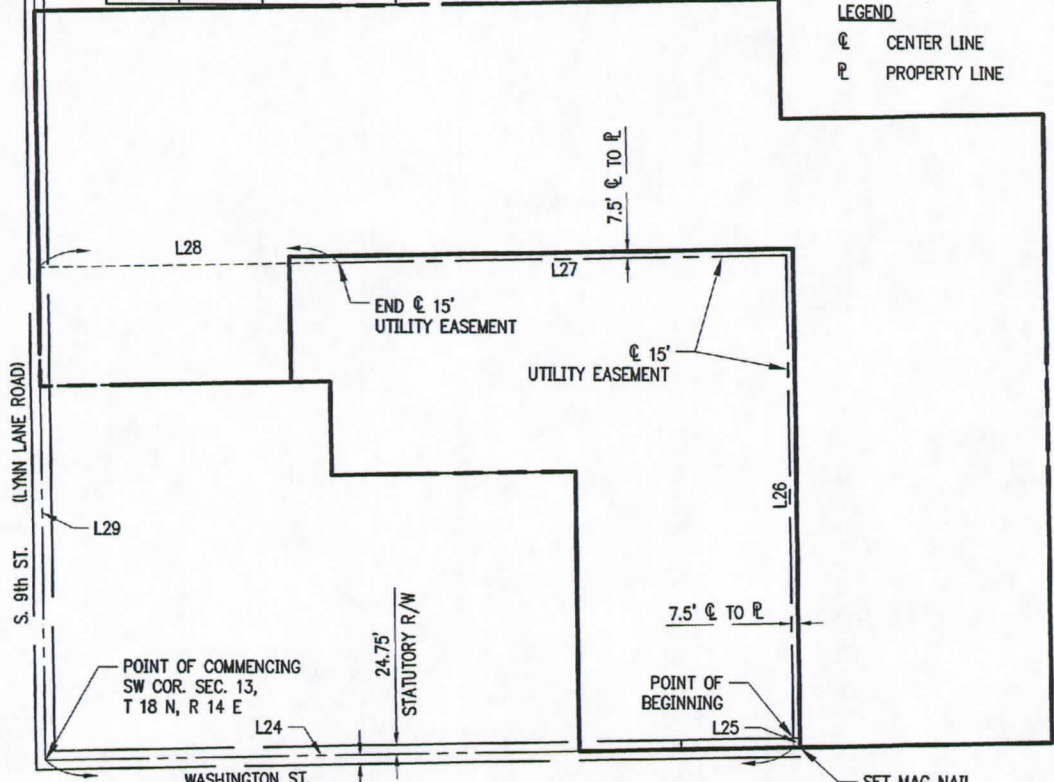 LEGEND
℄ CENTER LINE
⅊ PROPERTY LINE
7.5' ℄ TO ⅊
L28
L27
END ℄ 15'
UTILITY EASEMENT
℄ 15'
UTILITY EASEMENT
S. 9th ST. (LYNN LANE ROAD)
L26
L29
24.75'
STATUTORY R/W
7.5' ℄ TO ⅊
POINT OF COMMENCING
SW COR. SEC. 13,
T 18 N, R 14 E
POINT OF
BEGINNING
L24
L25
WASHINGTON ST.
SET MAG NAIL